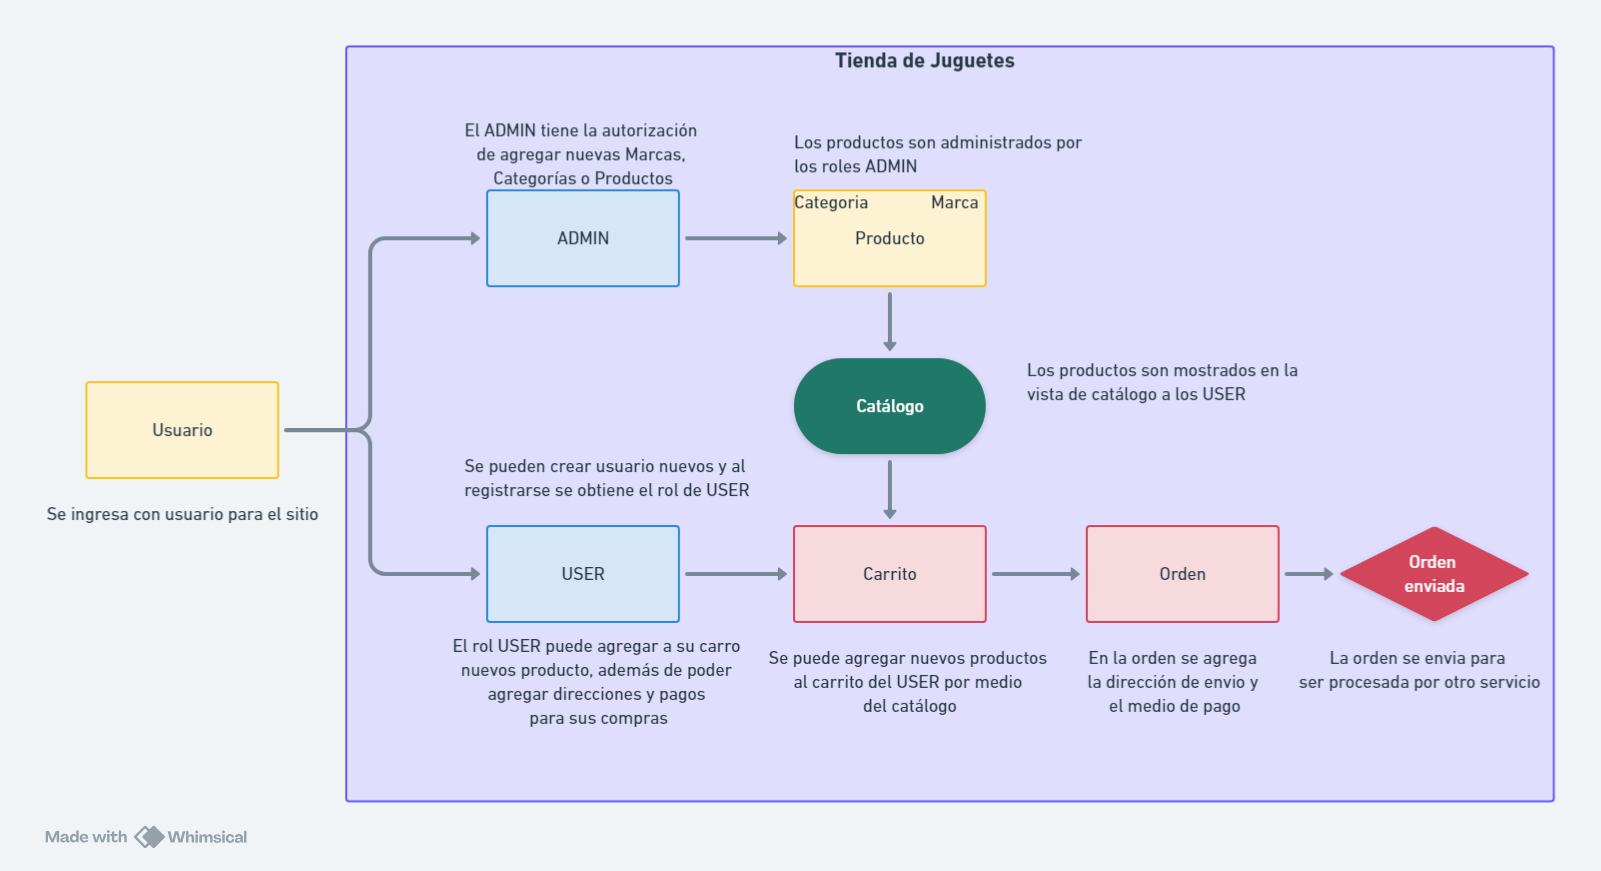 Tienda de Juguetes
El ADMIN tiene la autorización
de agregar nuevas Marcas,
Categorías o Productos
Los productos son administrados por
los roles ADMIN
ADMIN
Categoria
Marca
Producto
Catálogo
Los productos son mostrados en la
vista de catálogo a los USER
Usuario
Se ingresa con usuario para el sitio
Se pueden crear usuario nuevos y al
registrarse se obtiene el rol de USER
USER
Carrito
Orden
Orden
enviada
El rol USER puede agregar a su carro
nuevos producto, además de poder
agregar direcciones y pagos
para sus compras
Se puede agregar nuevos productos
al carrito del USER por medio
del catálogo
En la orden se agrega
la dirección de envio y
el medio de pago
La orden se envia para
ser procesada por otro servicio
Made with Whimsical